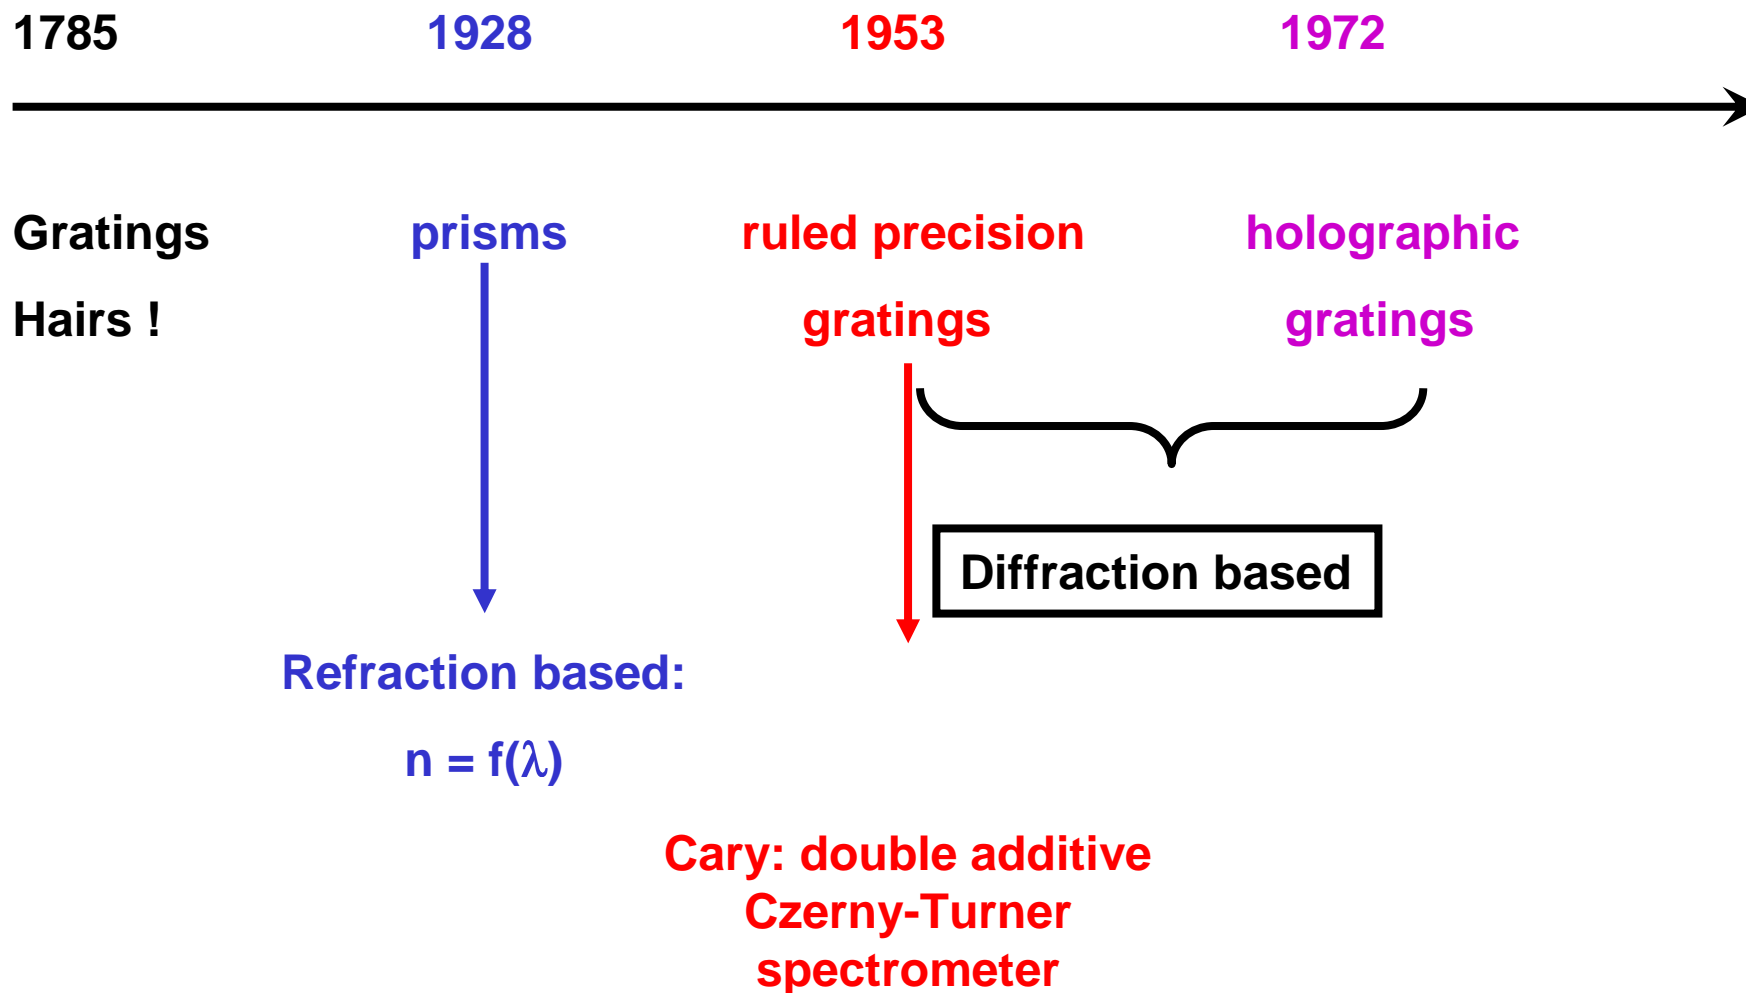 1785 1928 1953 1972
Gratings prisms ruled precision holographic
Hairs ! gratings gratings
Diffraction based
Refraction based:
n = f(λ)
Cary: double additive
Czerny-Turner
spectrometer